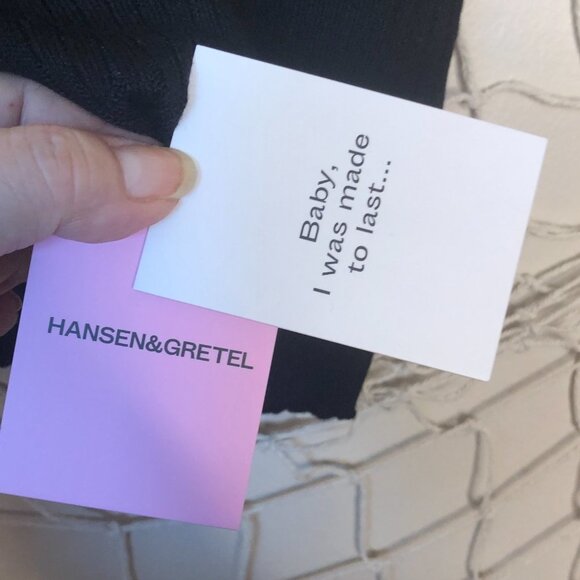 Baby,
I was made
to last...
HANSEN&GRETEL